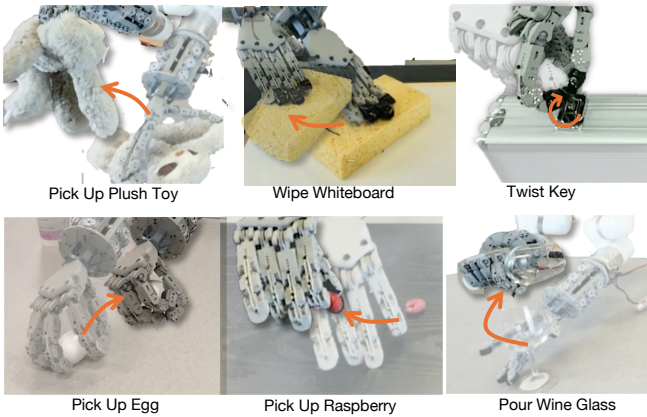 Pick Up Plush Toy
Wipe Whiteboard
Twist Key
Pick Up Egg
Pick Up Raspberry
Pour Wine Glass